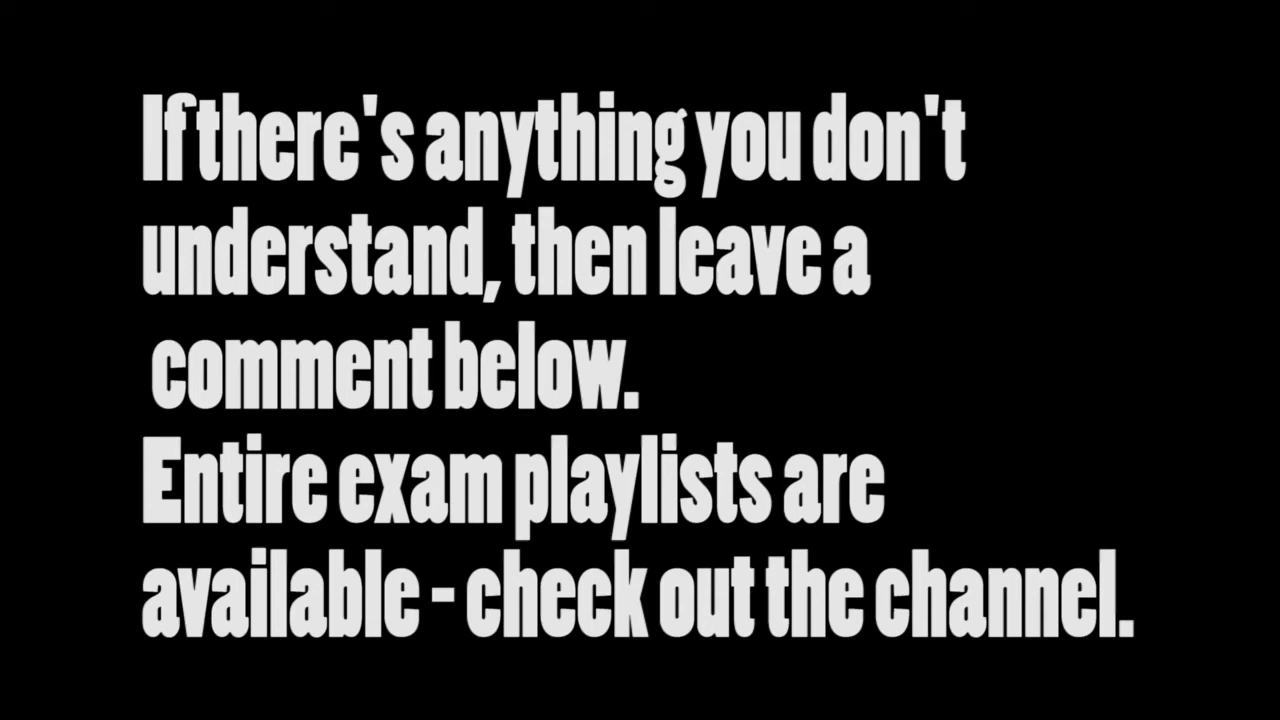 If there's anything you don't
understand, then leave a
comment below.
Entire exam playlists are
available - check out the channel.